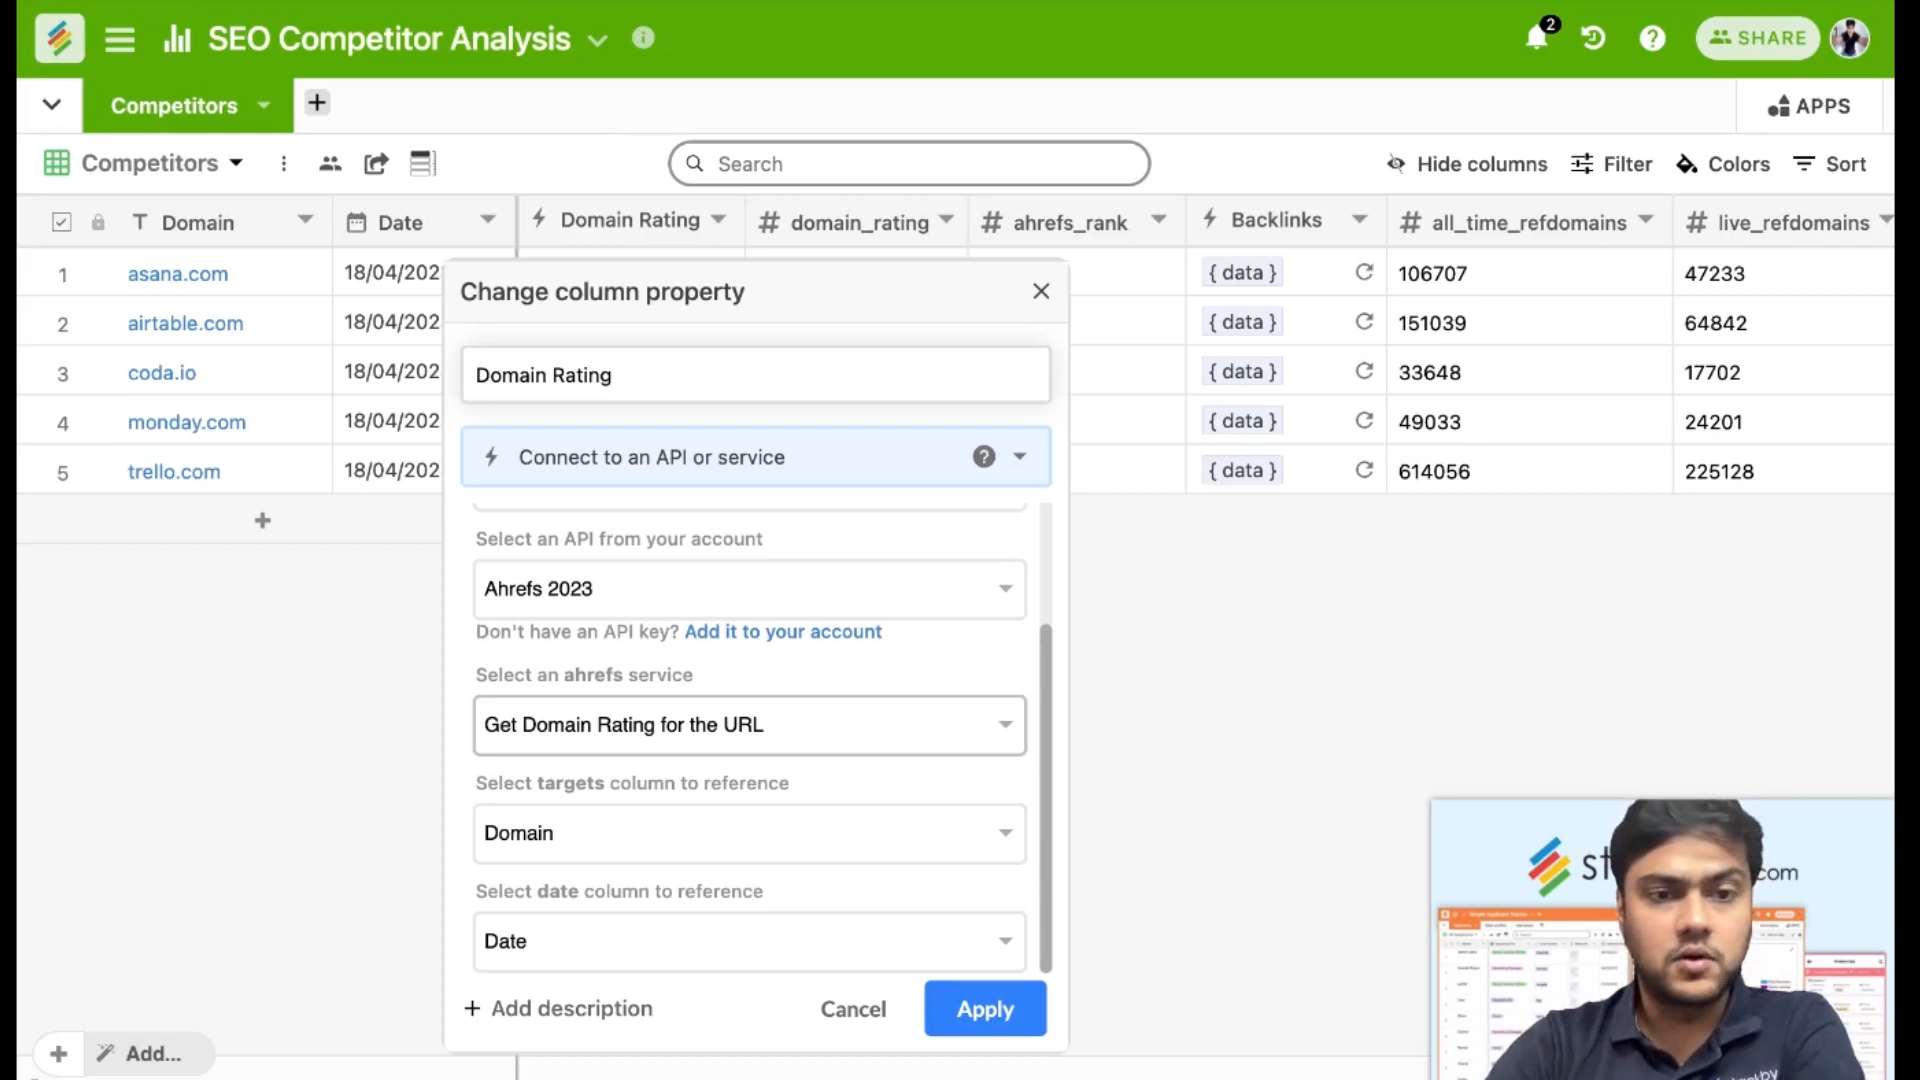 SEO Competitor Analysis
2
SHARE
Competitors
APPS
Competitors
Search
Hide columns
Filter
Colors
Sort
Domain
Date
Domain Rating
domain_rating
ahrefs_rank
Backlinks
all_time_refdomains
live_refdomains
1 asana.com 18/04/202 { data } 106707 47233
2 airtable.com 18/04/202 { data } 151039 64842
3 coda.io 18/04/202 { data } 33648 17702
4 monday.com 18/04/202 { data } 49033 24201
5 trello.com 18/04/202 { data } 614056 225128
Change column property
Domain Rating
Connect to an API or service
Select an API from your account
Ahrefs 2023
Don't have an API key? Add it to your account
Select an ahrefs service
Get Domain Rating for the URL
Select targets column to reference
Domain
Select date column to reference
Date
+ Add description
Cancel
Apply
Add...
st
com